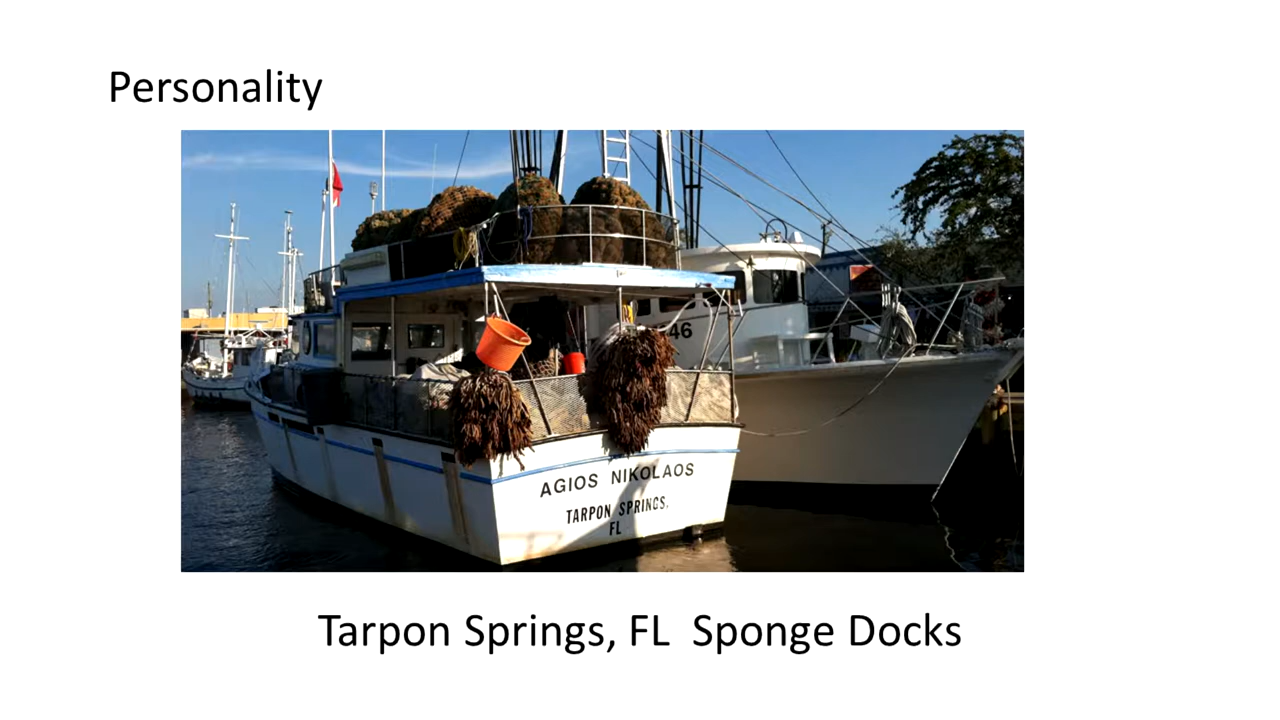 Personality
46
AGIOS NIKOLAOS
TARPON SPRINGS,
FL
Tarpon Springs, FL  Sponge Docks